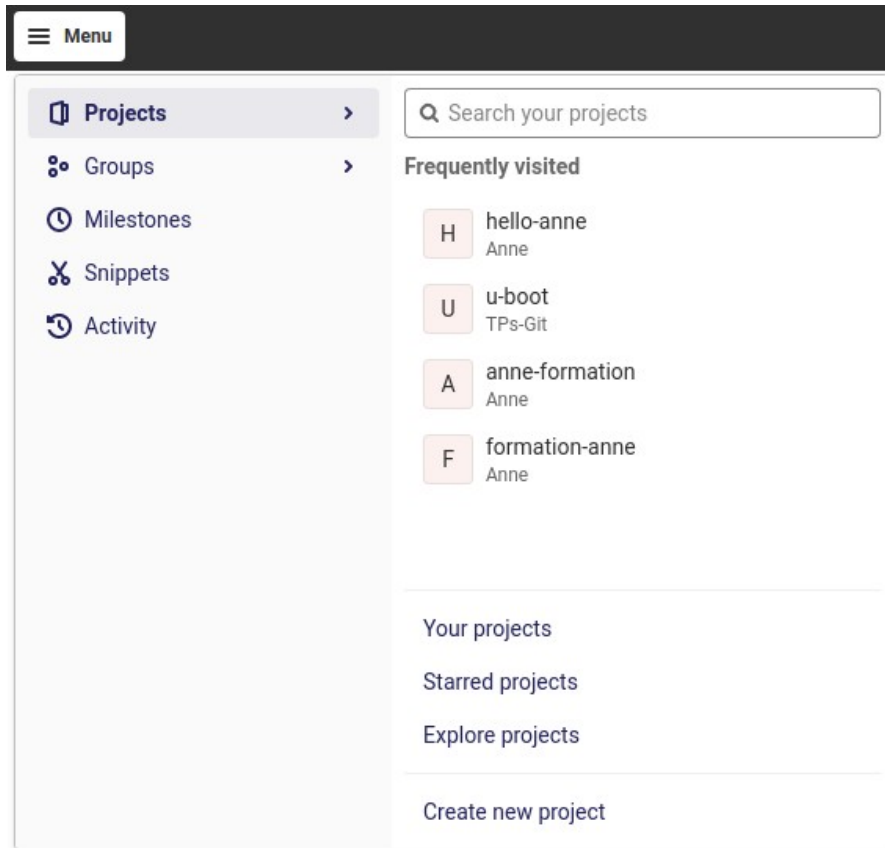 Menu
Projects
Groups
Milestones
Snippets
Activity
Search your projects
Frequently visited
H
hello-anne
Anne
U
u-boot
TPs-Git
A
anne-formation
Anne
F
formation-anne
Anne
Your projects
Starred projects
Explore projects
Create new project